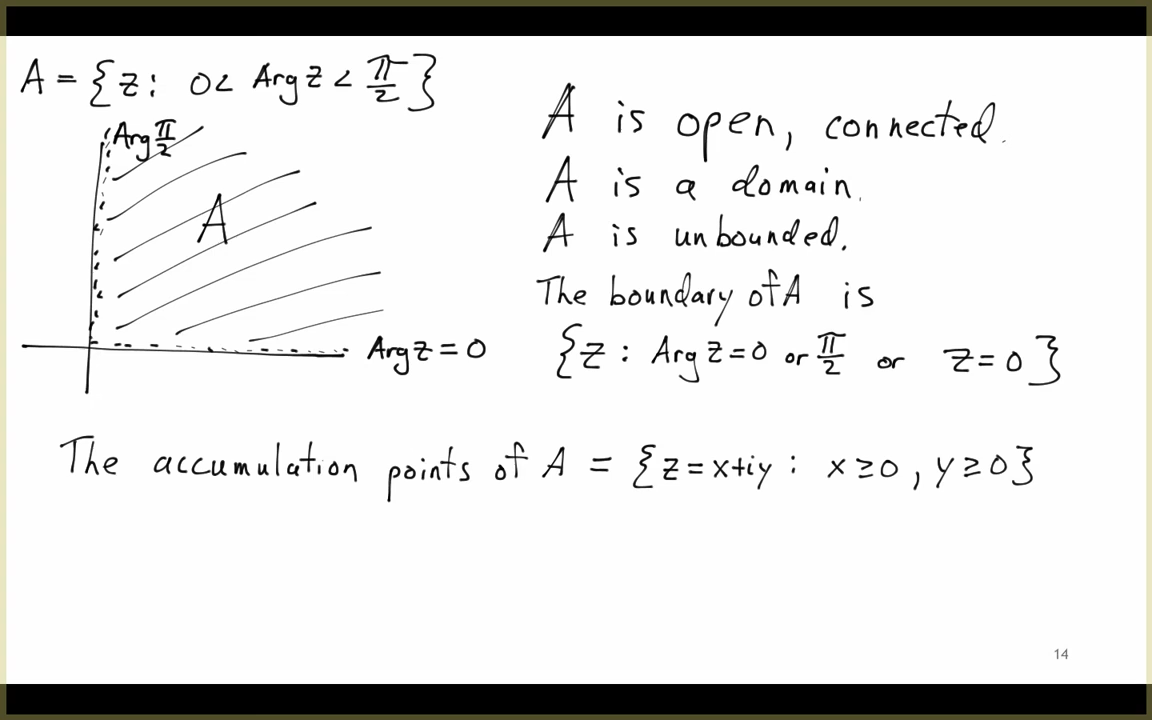 A = {z: 0 < Arg z < π/2}
Arg π/2
A
Arg z = 0
A is open, connected.
A is a domain.
A is unbounded.
The boundary of A is
{z : Arg z = 0 or π/2 or z = 0}
The accumulation points of A = {z = x+iy : x ≥ 0, y ≥ 0}
14